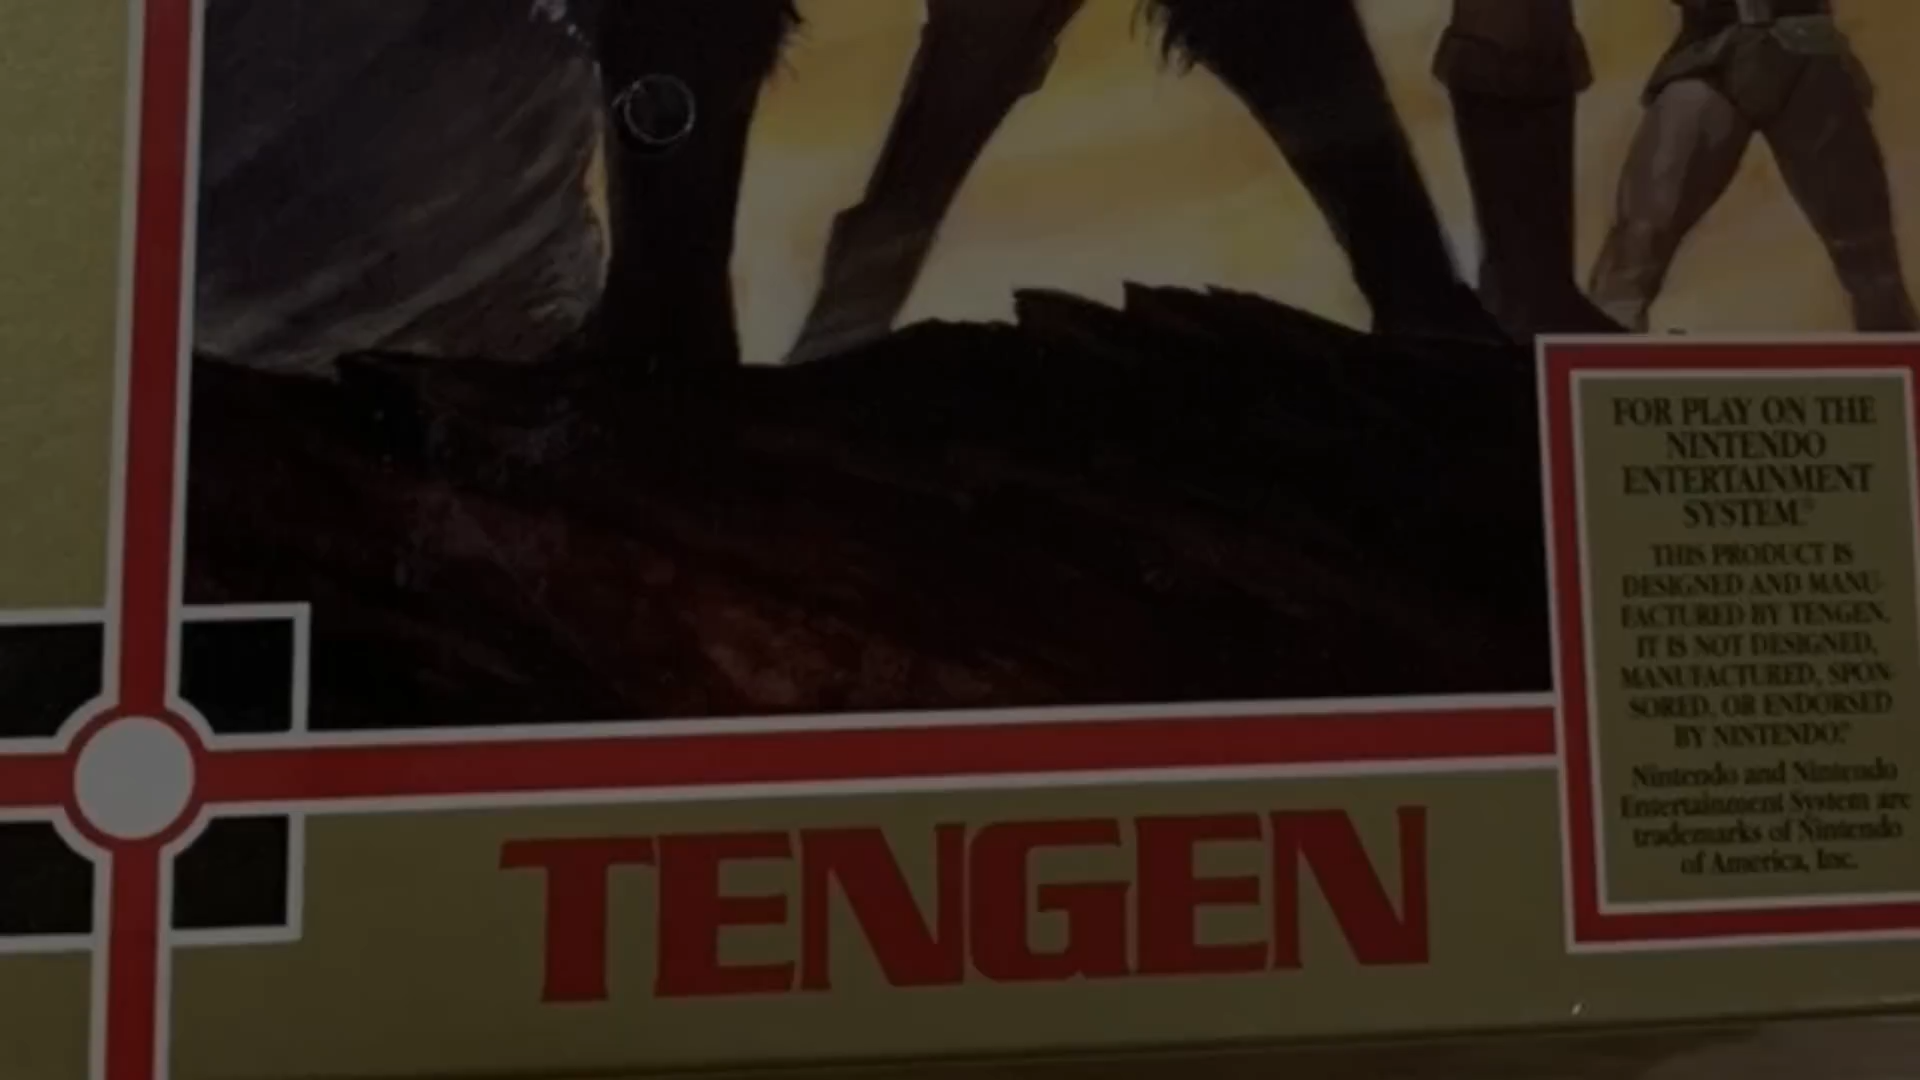 FOR PLAY ON THE
NINTENDO
ENTERTAINMENT
SYSTEM®
THIS PRODUCT IS
DESIGNED AND MANU-
FACTURED BY TENGEN.
IT IS NOT DESIGNED,
MANUFACTURED, SPON-
SORED, OR ENDORSED
BY NINTENDO.®
Nintendo and Nintendo
Entertainment System are
trademarks of Nintendo
of America, Inc.
TENGEN